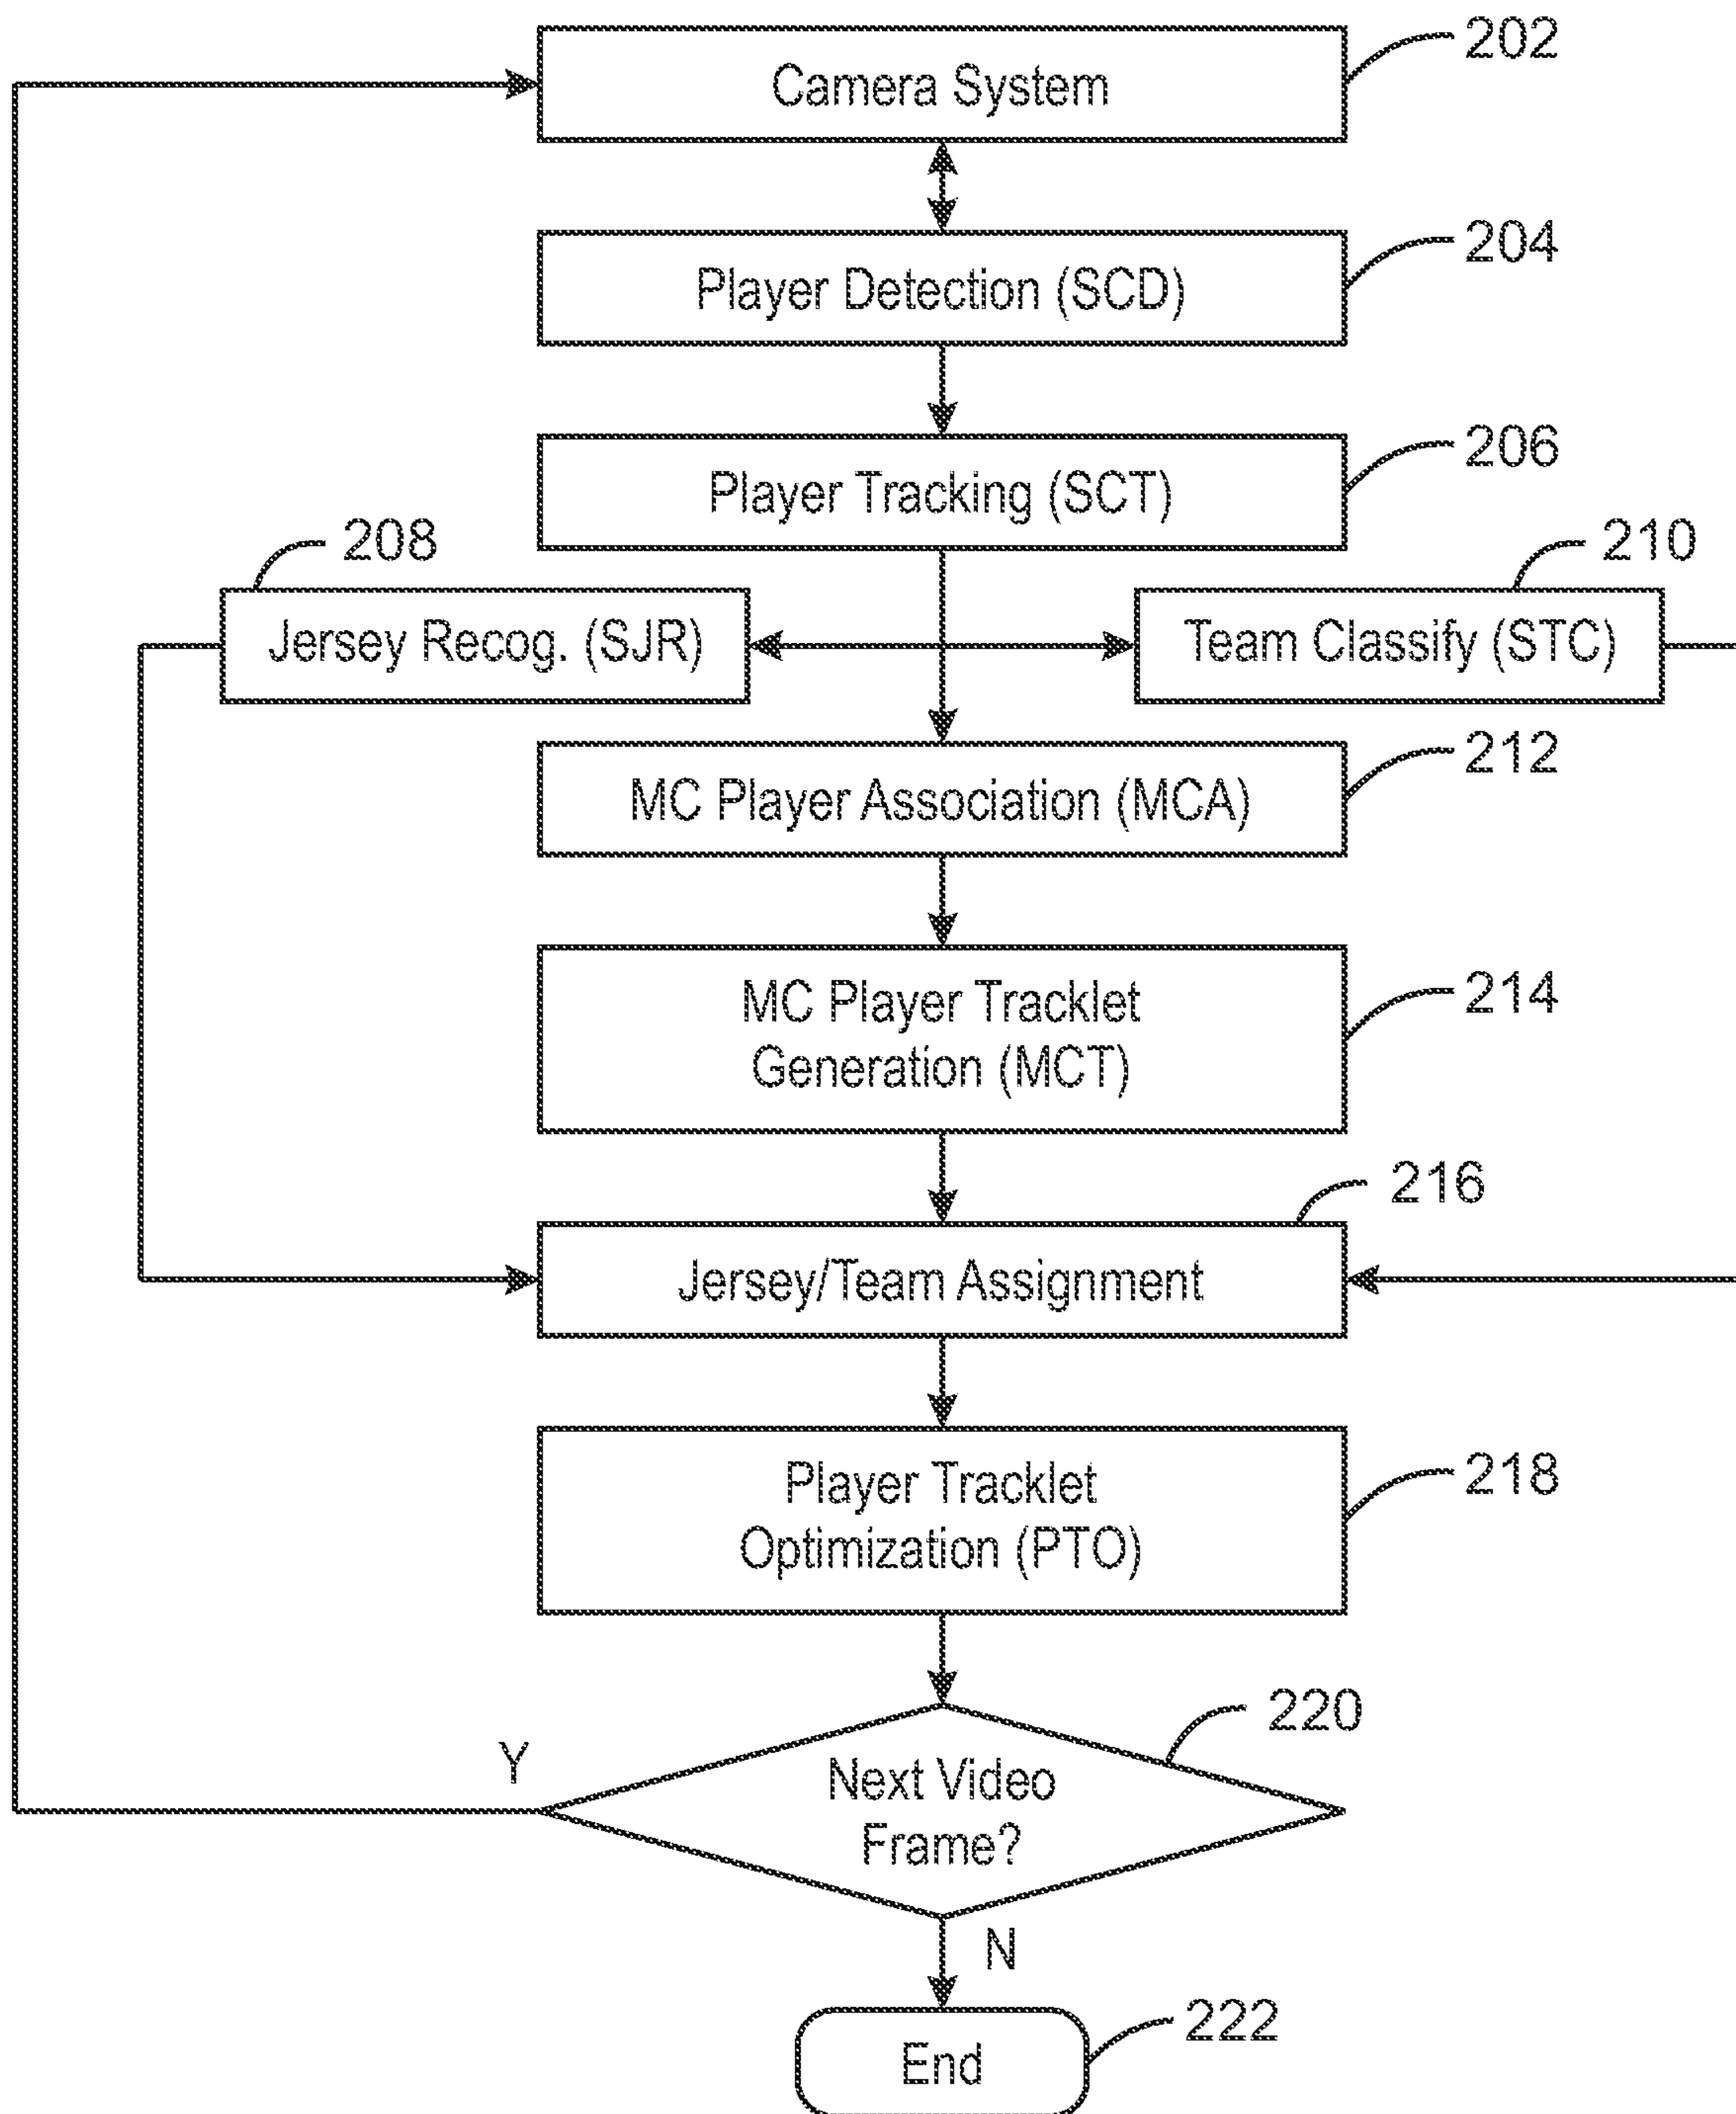 202
Camera System
204
Player Detection (SCD)
206
Player Tracking (SCT)
208
210
Jersey Recog. (SJR)
Team Classify (STC)
212
MC Player Association (MCA)
MC Player Tracklet
214
Generation (MCT)
216
Jersey/Team Assignment
Player Tracklet
218
Optimization (PTO)
220
Y
Next Video
Frame?
N
222
End